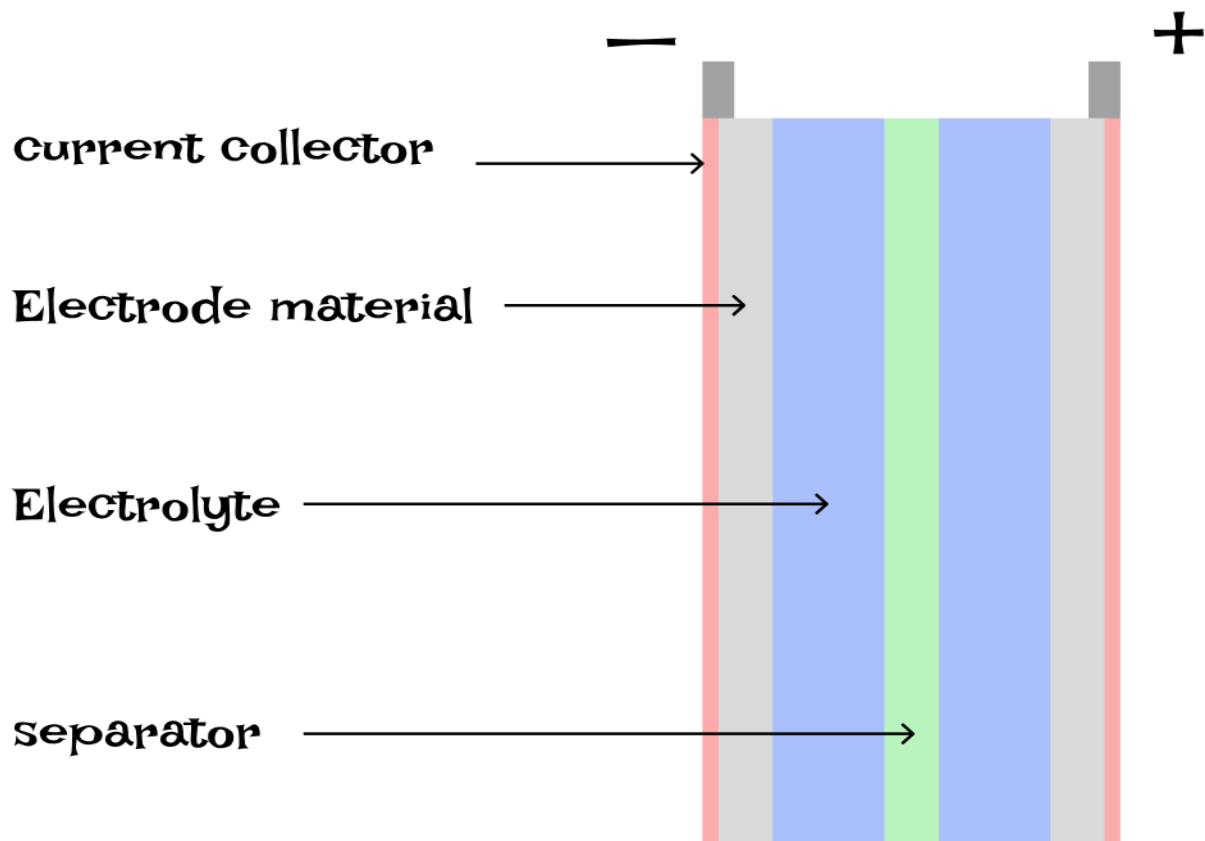 − +
current collector
Electrode material
Electrolyte
separator